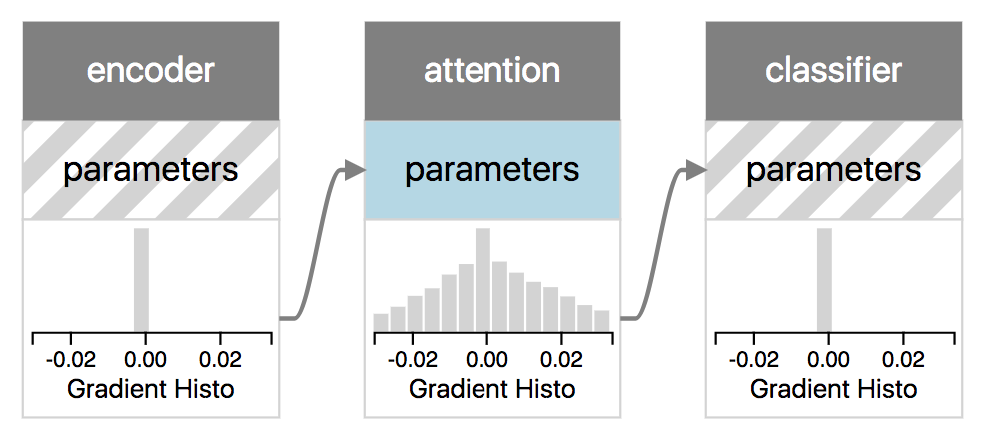 encoder
parameters
-0.02 0.00 0.02
Gradient Histo
attention
parameters
-0.02 0.00 0.02
Gradient Histo
classifier
parameters
-0.02 0.00 0.02
Gradient Histo